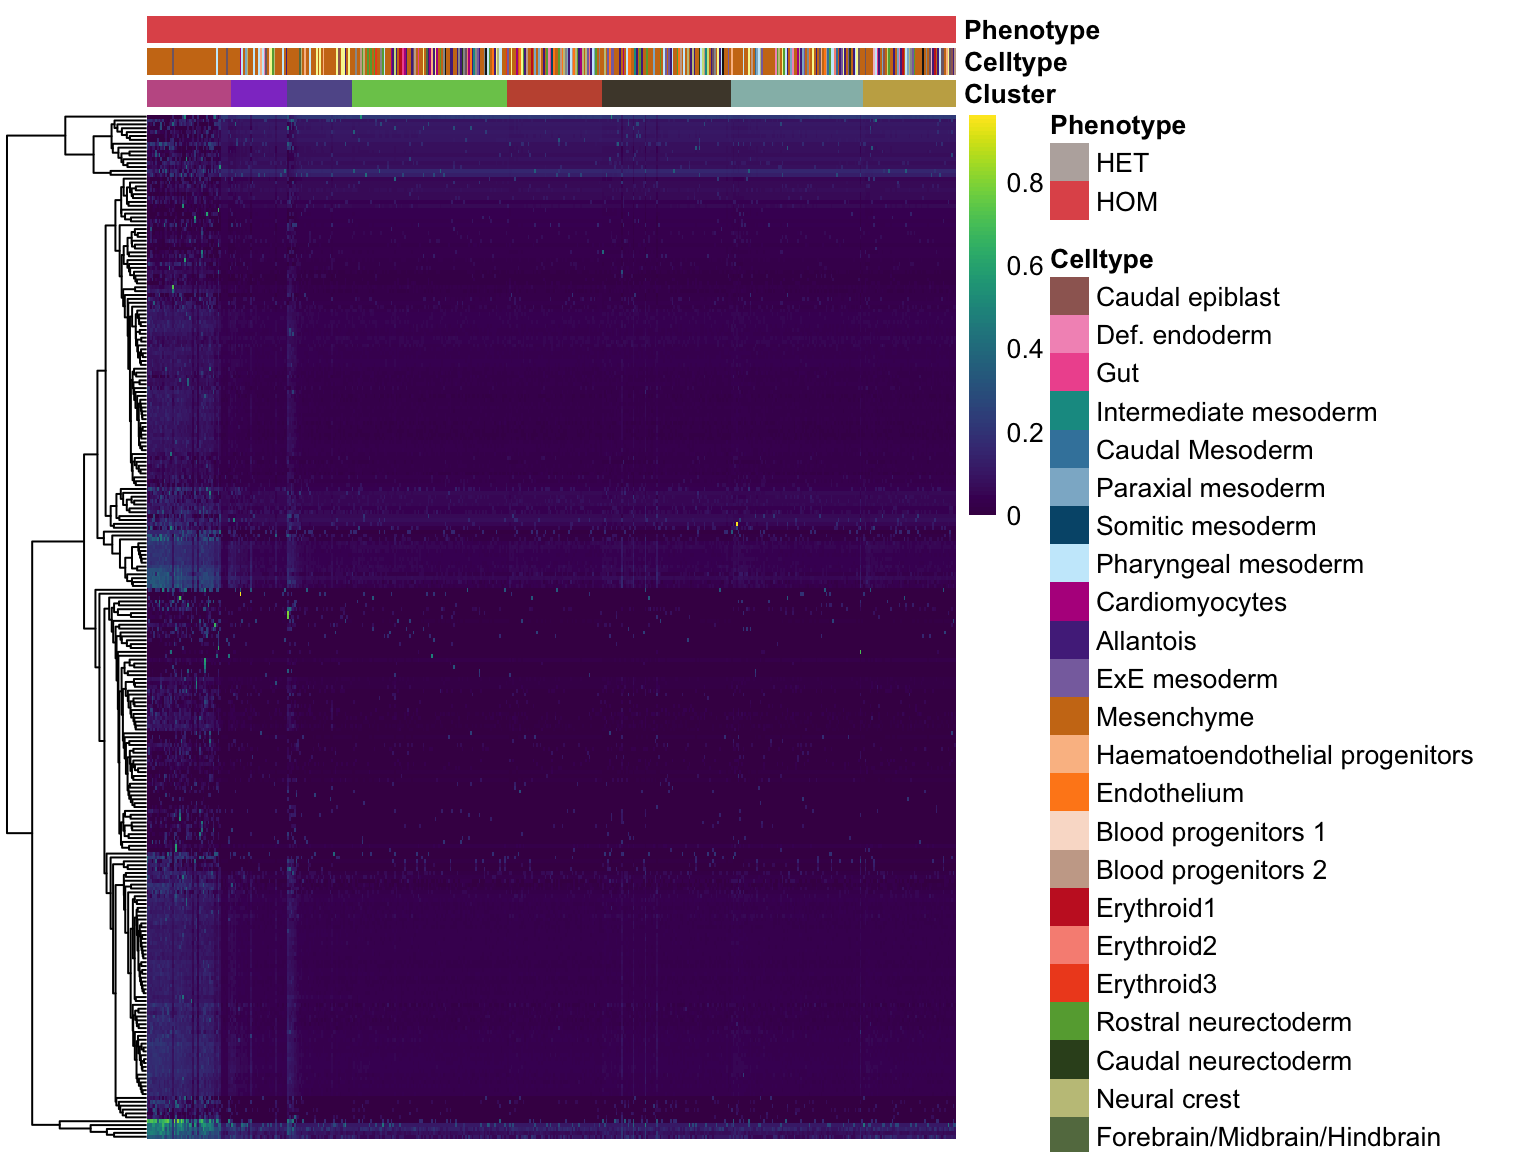 Phenotype
Celltype
Cluster
0.8
0.6
0.4
0.2
0
Phenotype
HET
HOM
Celltype
Caudal epiblast
Def. endoderm
Gut
Intermediate mesoderm
Caudal Mesoderm
Paraxial mesoderm
Somitic mesoderm
Pharyngeal mesoderm
Cardiomyocytes
Allantois
ExE mesoderm
Mesenchyme
Haematoendothelial progenitors
Endothelium
Blood progenitors 1
Blood progenitors 2
Erythroid1
Erythroid2
Erythroid3
Rostral neurectoderm
Caudal neurectoderm
Neural crest
Forebrain/Midbrain/Hindbrain